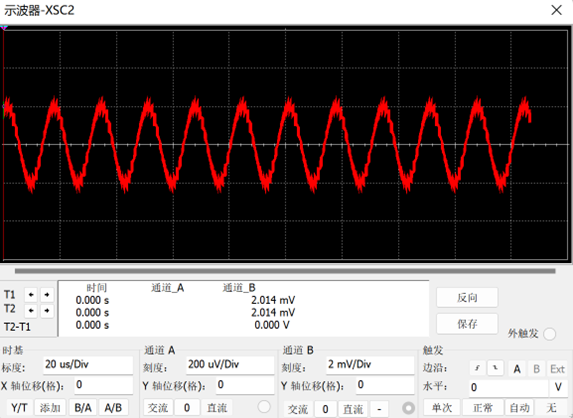 示波器-XSC2
时间 通道_A 通道_B
T1 0.000 s 2.014 mV
T2 0.000 s 2.014 mV
T2-T1 0.000 s 0.000 V
反向
保存
外触发
时基
标度: 20 us/Div
X 轴位移(格): 0
Y/T 添加 B/A A/B
通道 A
刻度: 200 uV/Div
Y 轴位移(格): 0
交流 0 直流
通道 B
刻度: 2 mV/Div
Y 轴位移(格): 0
交流 0 直流 -
触发
边沿: A B Ext
水平: 0 V
单次 正常 自动 无